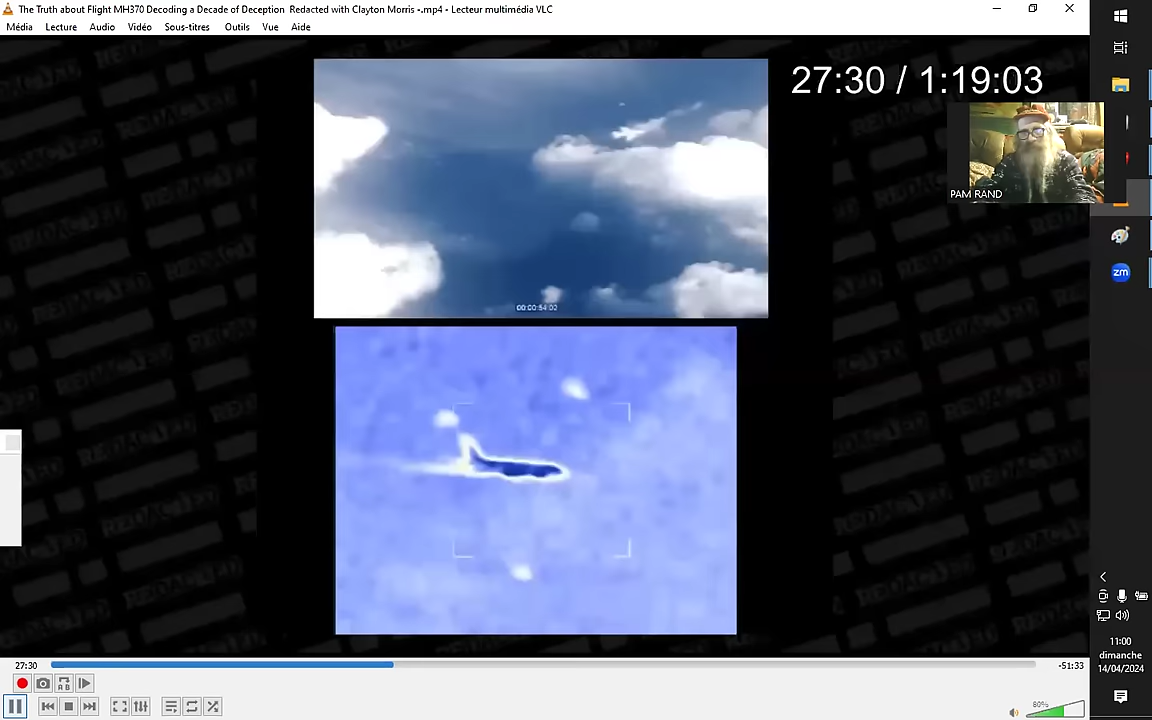 The Truth about Flight MH370 Decoding a Decade of Deception Redacted with Clayton Morris -.mp4 - Lecteur multimédia VLC
Média Lecture Audio Vidéo Sous-titres Outils Vue Aide
27:30 / 1:19:03
PAM RAND
zm
00:00:54:02
REDACTED
27:30
-51:33
A B
80%
11:00
dimanche
14/04/2024